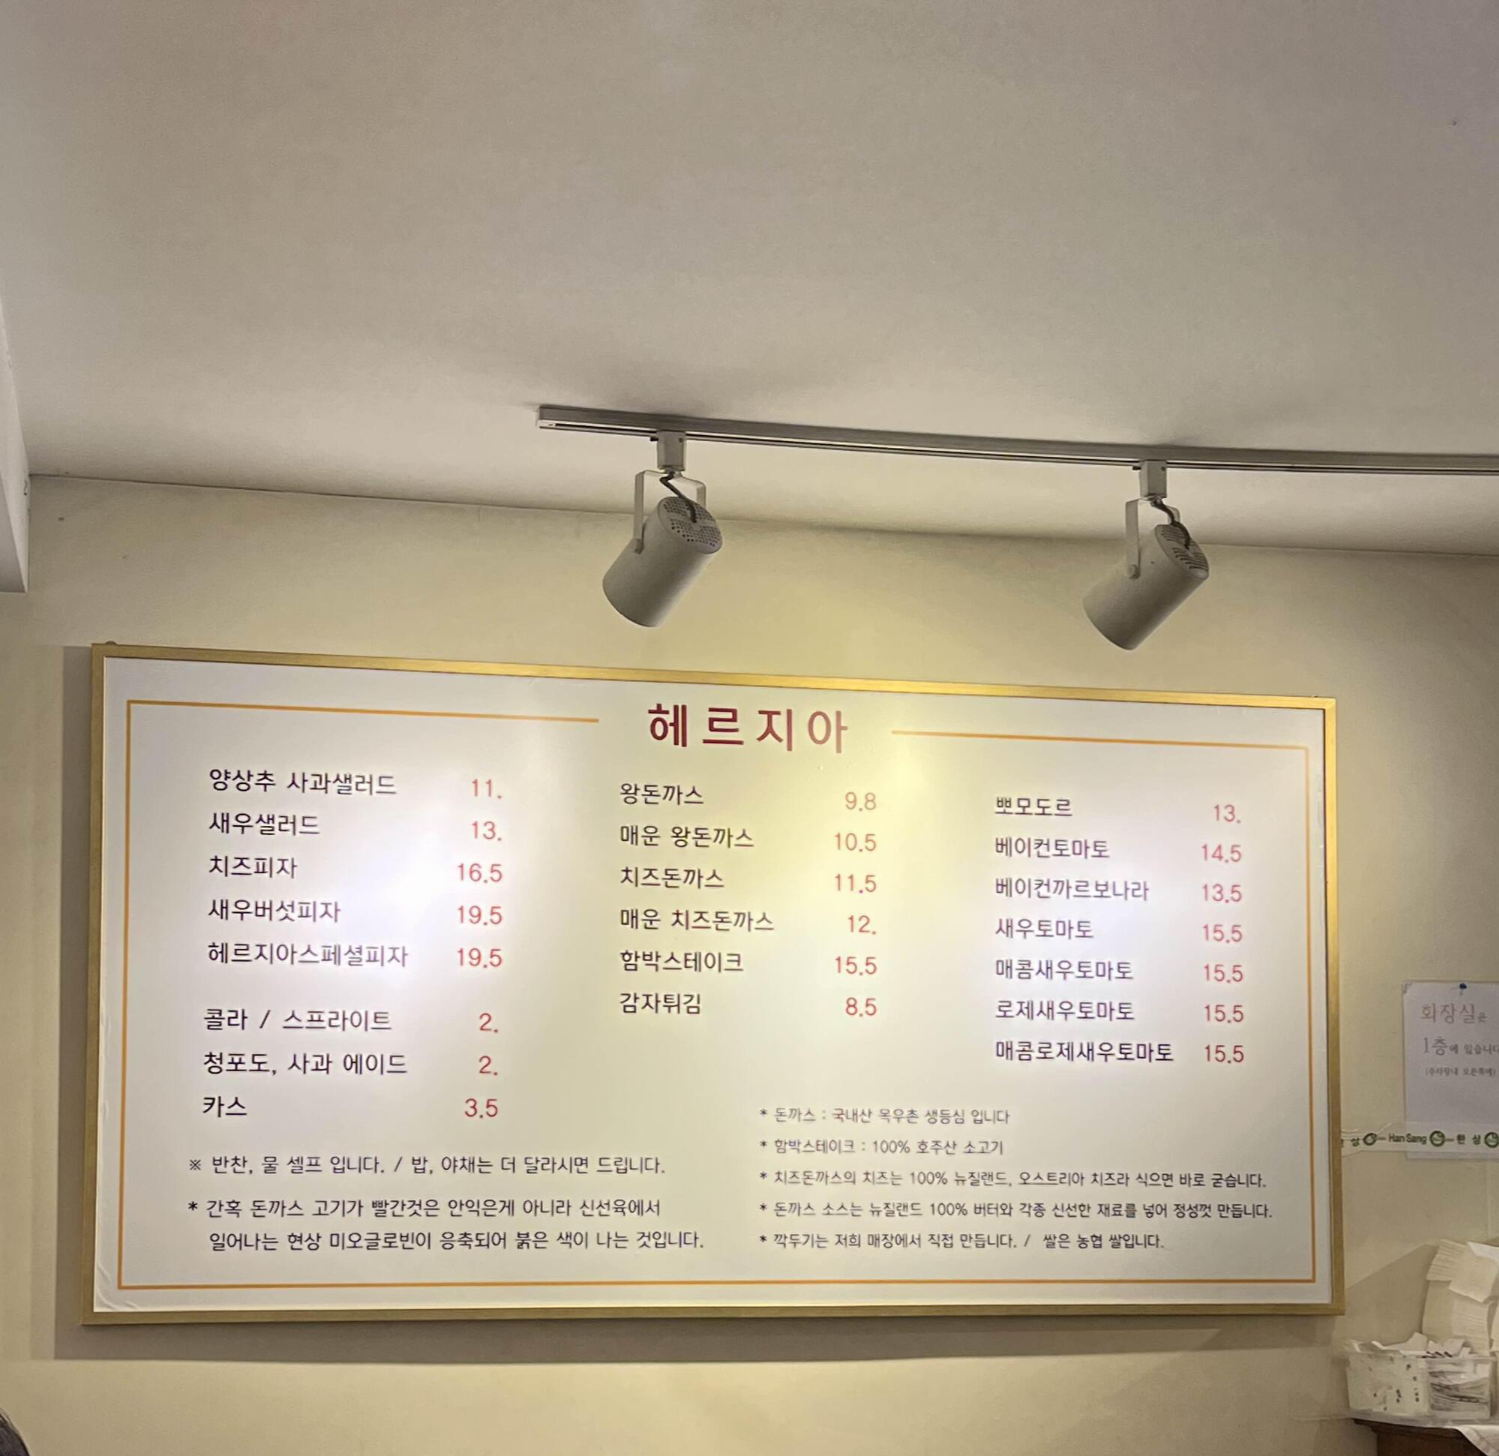 헤르지아
양상추 사과샐러드 11.
새우샐러드 13.
치즈피자 16.5
새우버섯피자 19.5
헤르지아스페셜피자 19.5
콜라 / 스프라이트 2.
청포도, 사과 에이드 2.
카스 3.5
※ 반찬, 물 셀프 입니다. / 밥, 야채는 더 달라시면 드립니다.
* 간혹 돈까스 고기가 빨간것은 안익은게 아니라 신선육에서
일어나는 현상 미오글로빈이 응축되어 붉은 색이 나는 것입니다.
왕돈까스 9.8
매운 왕돈까스 10.5
치즈돈까스 11.5
매운 치즈돈까스 12.
함박스테이크 15.5
감자튀김 8.5
뽀모도르 13.
베이컨토마토 14.5
베이컨까르보나라 13.5
새우토마토 15.5
매콤새우토마토 15.5
로제새우토마토 15.5
매콤로제새우토마토 15.5
* 돈까스 : 국내산 목우촌 생등심 입니다
* 함박스테이크 : 100% 호주산 소고기
* 치즈돈까스의 치즈는 100% 뉴질랜드, 오스트리아 치즈라 식으면 바로 굳습니다.
* 돈까스 소스는 뉴질랜드 100% 버터와 각종 신선한 재료를 넣어 정성껏 만듭니다.
* 깍두기는 저희 매장에서 직접 만듭니다. / 쌀은 농협 쌀입니다.
화장실은
1층에 있습니다
상 HanSang 한 상